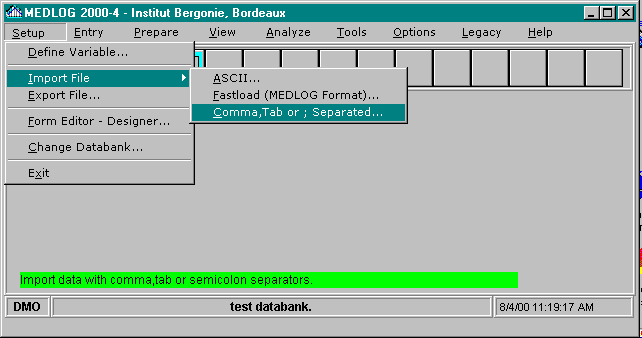 MEDLOG 2000-4 - Institut Bergonie, Bordeaux
Setup Entry Prepare View Analyze Tools Options Legacy Help
Define Variable...
Import File
ASCII...
Export File...
Fastload (MEDLOG Format)...
Comma,Tab or ; Separated...
Form Editor - Designer...
Change Databank...
Exit
Import data with comma,tab or semicolon separators.
DMO test databank. 8/4/00 11:19:17 AM